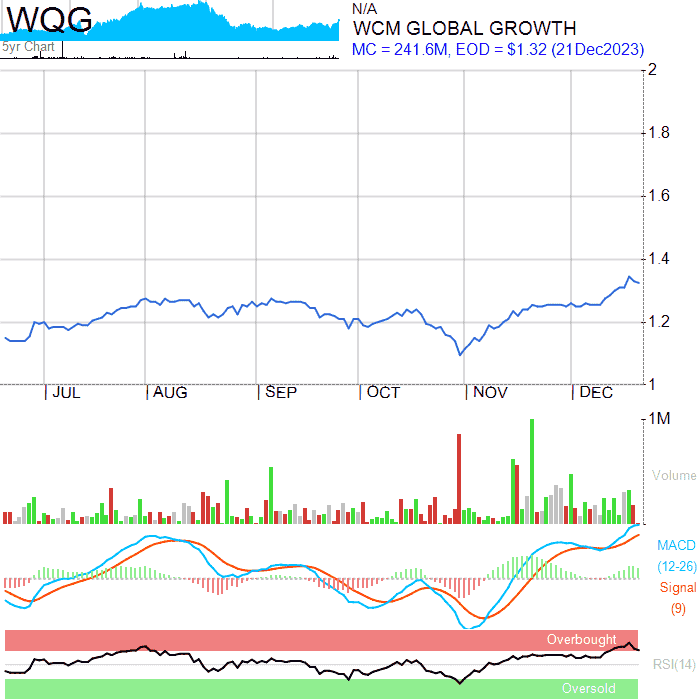 WQG
5yr Chart
N/A
WCM GLOBAL GROWTH
MC = 241.6M, EOD = $1.32 (21Dec2023)
2
1.8
1.6
1.4
1.2
1
JUL AUG SEP OCT NOV DEC
1M
Volume
MACD
(12-26)
Signal
(9)
Overbought
RSI(14)
Oversold